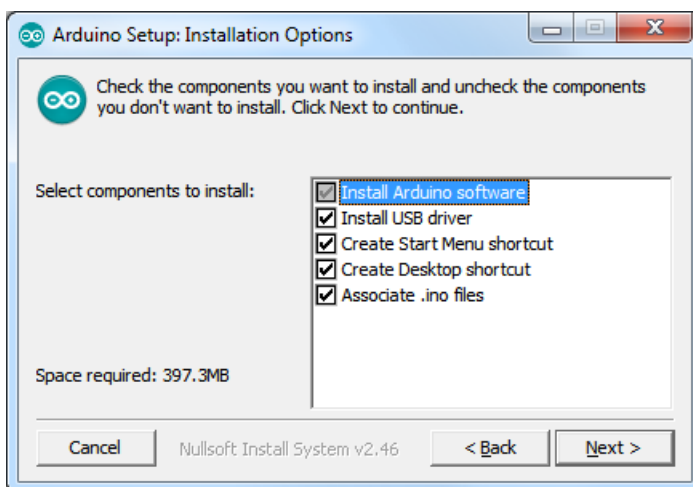 Arduino Setup: Installation Options
Check the components you want to install and uncheck the components
you don't want to install. Click Next to continue.
Select components to install:
Install Arduino software
Install USB driver
Create Start Menu shortcut
Create Desktop shortcut
Associate .ino files
Space required: 397.3MB
Cancel
Nullsoft Install System v2.46
< Back
Next >